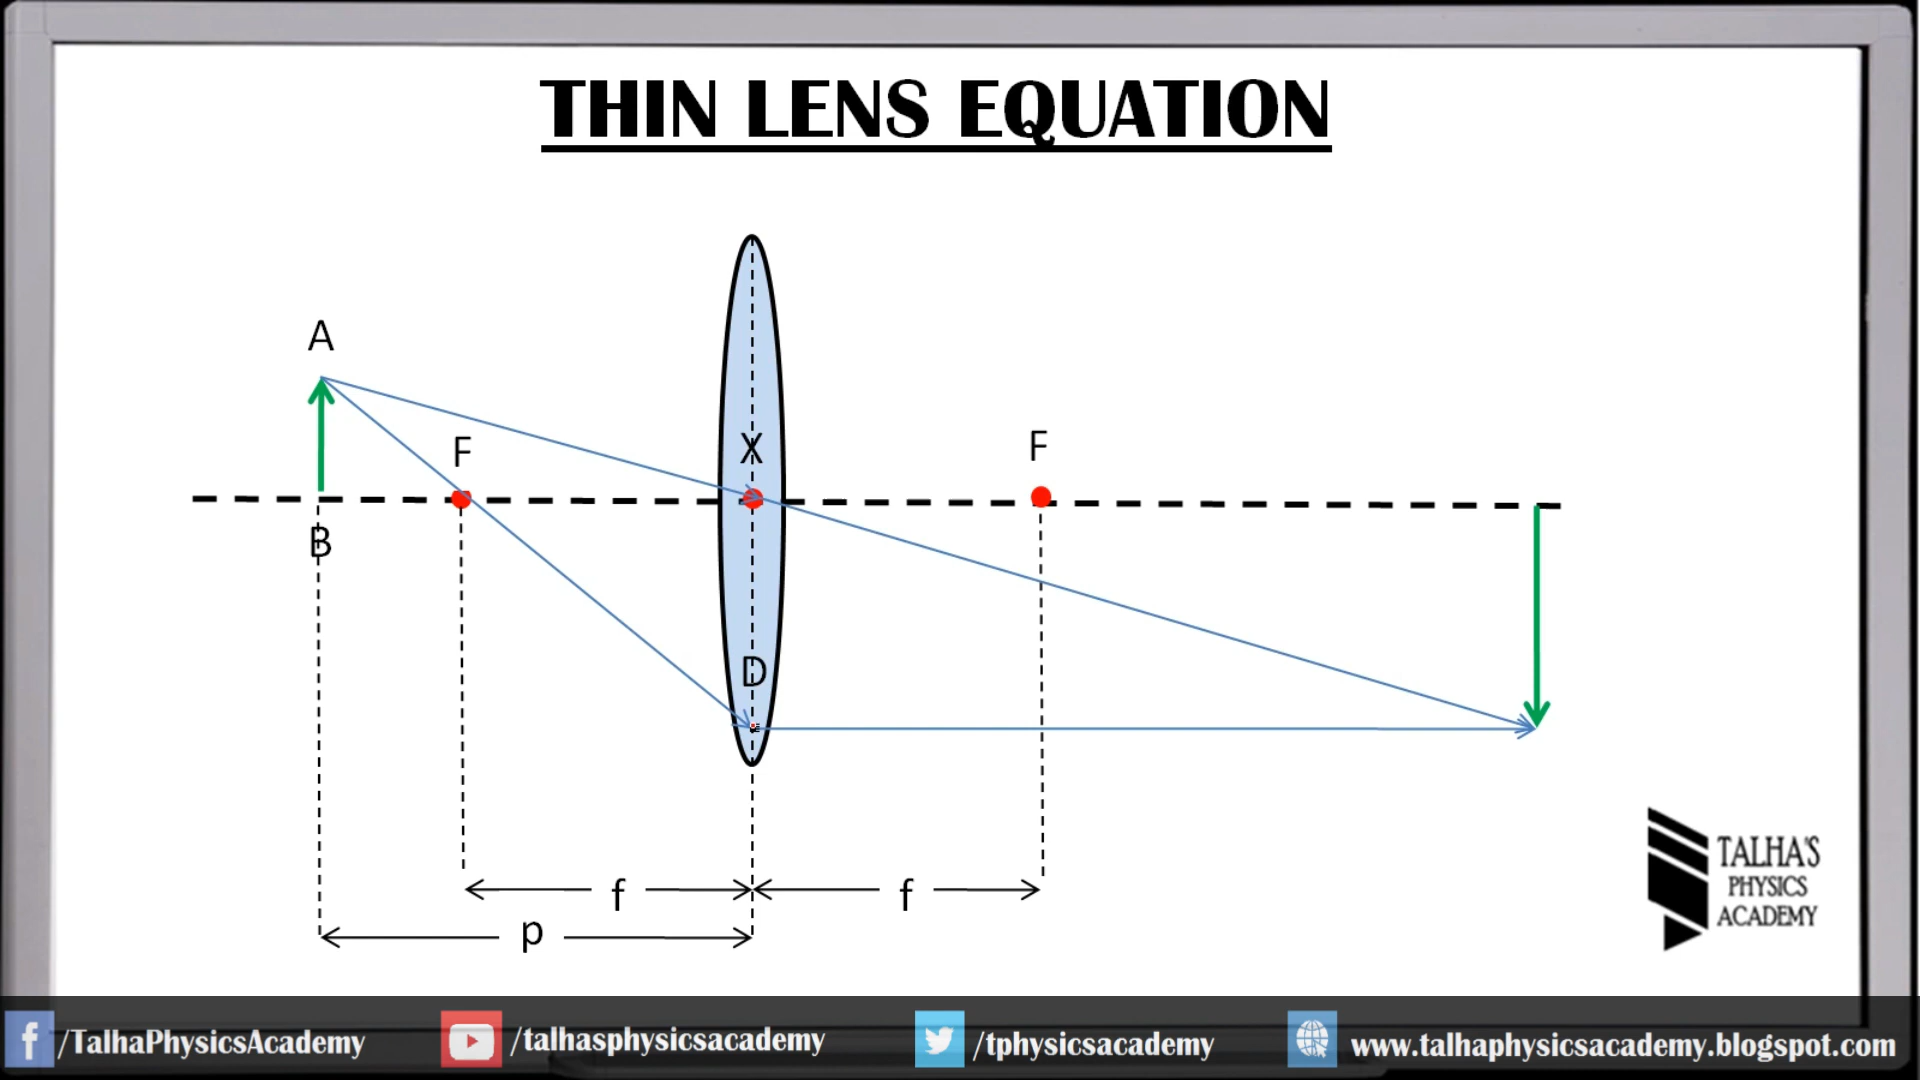 THIN LENS EQUATION
A
F
X
F
B
D
f
f
p
TALHA'S
PHYSICS
ACADEMY
/TalhaPhysicsAcademy
/talhasphysicsacademy
/tphysicsacademy
www.talhaphysicsacademy.blogspot.com